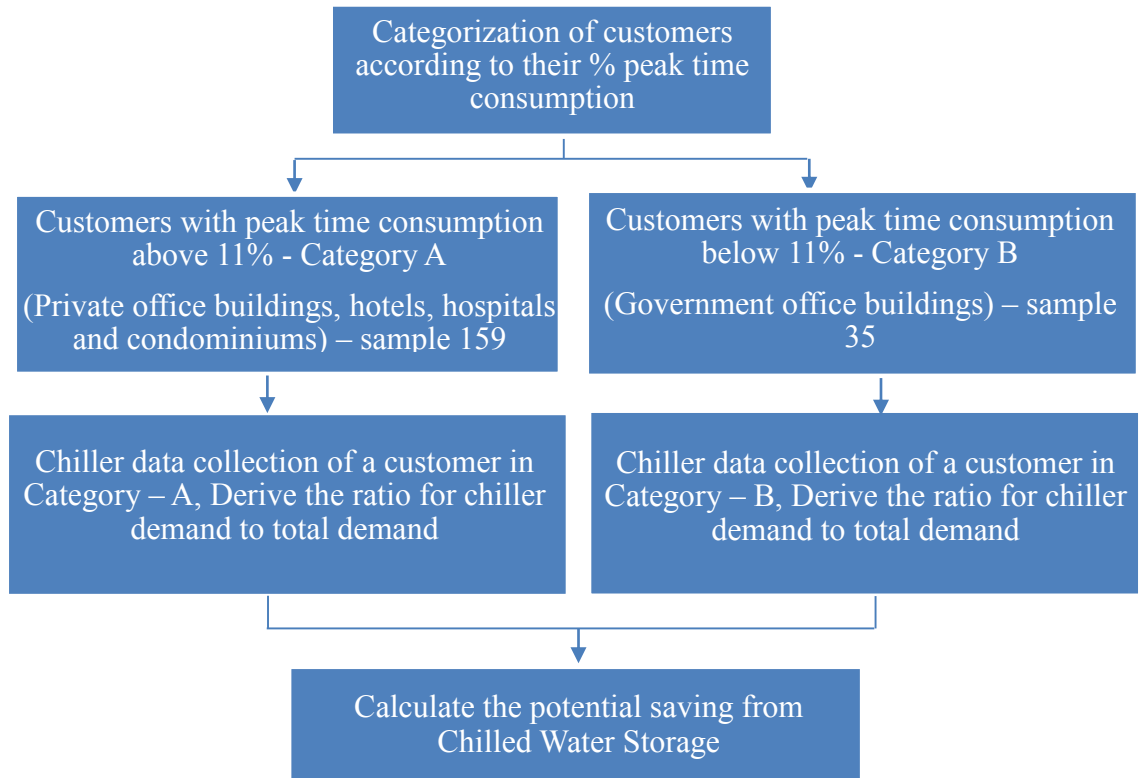 Categorization of customers
according to their % peak time
consumption
Customers with peak time consumption
above 11% - Category A
(Private office buildings, hotels, hospitals
and condominiums) – sample 159
Customers with peak time consumption
below 11% - Category B
(Government office buildings) – sample
35
Chiller data collection of a customer in
Category – A, Derive the ratio for chiller
demand to total demand
Chiller data collection of a customer in
Category – B, Derive the ratio for chiller
demand to total demand
Calculate the potential saving from
Chilled Water Storage